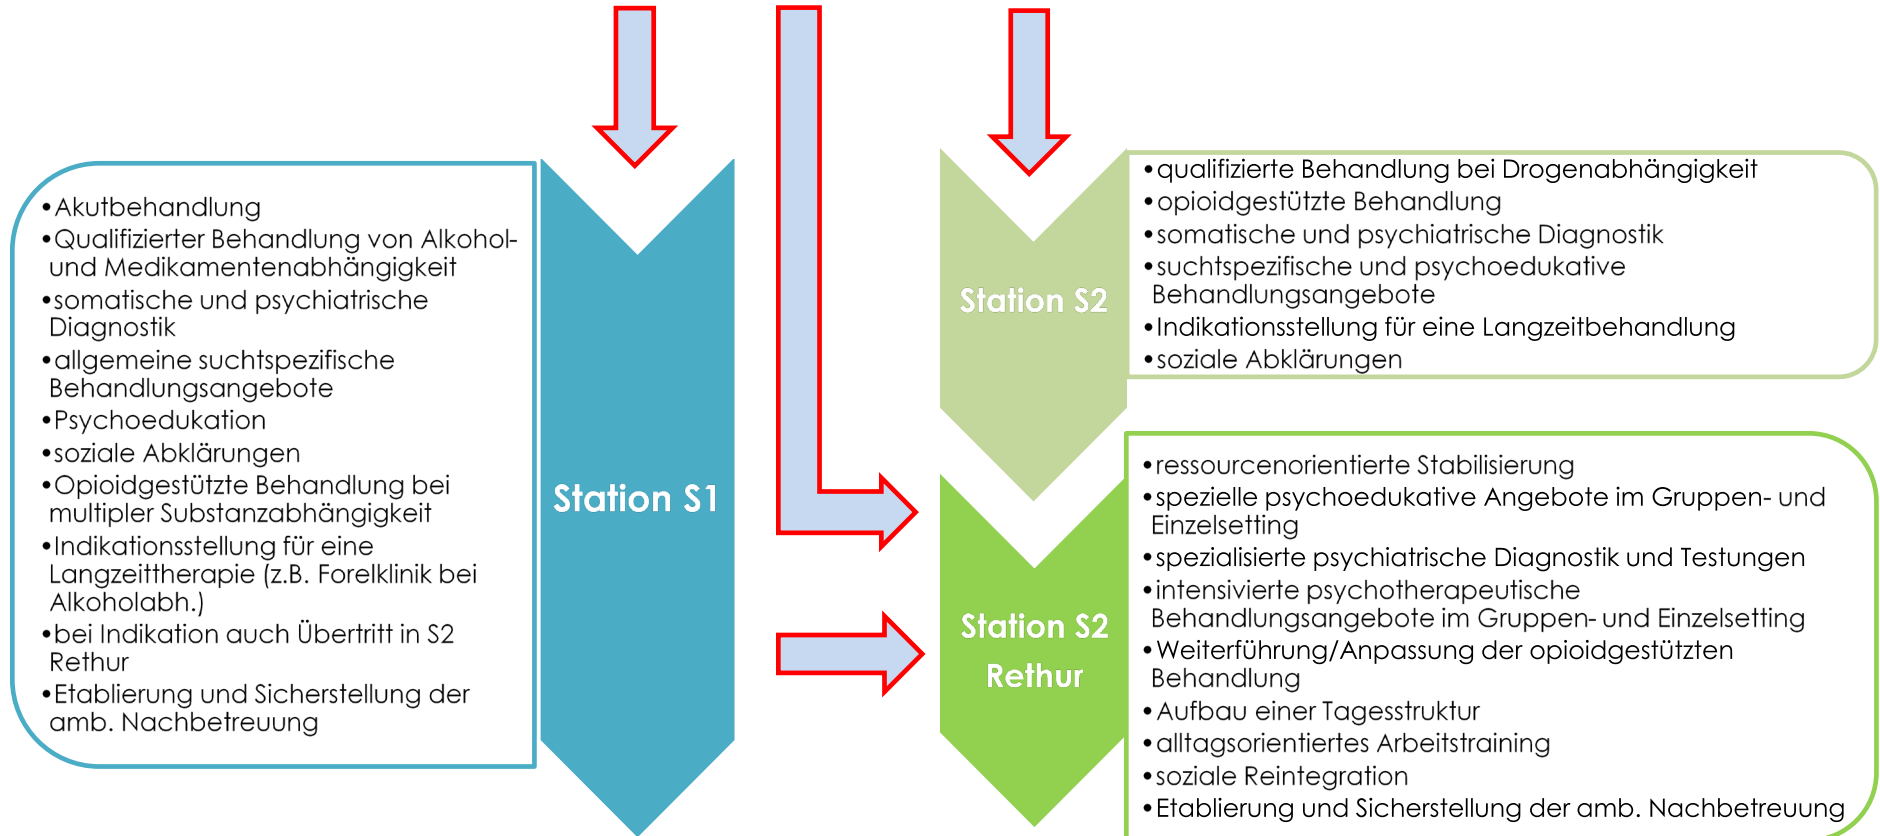 •Akutbehandlung
•Qualifizierter Behandlung von Alkohol-
und Medikamentenabhängigkeit
•somatische und psychiatrische
Diagnostik
•allgemeine suchtspezifische
Behandlungsangebote
•Psychoedukation
•soziale Abklärungen
•Opioidgestützte Behandlung bei
multipler Substanzabhängigkeit
•Indikationsstellung für eine
Langzeittherapie (z.B. Forelklinik bei
Alkoholabh.)
•bei Indikation auch Übertritt in S2
Rethur
•Etablierung und Sicherstellung der
amb. Nachbetreuung
Station S1
Station S2
•qualifizierte Behandlung bei Drogenabhängigkeit
•opioidgestützte Behandlung
•somatische und psychiatrische Diagnostik
•suchtspezifische und psychoedukative
Behandlungsangebote
•Indikationsstellung für eine Langzeitbehandlung
•soziale Abklärungen
Station S2
Rethur
•ressourcenorientierte Stabilisierung
•spezielle psychoedukative Angebote im Gruppen- und
Einzelsetting
•spezialisierte psychiatrische Diagnostik und Testungen
•intensivierte psychotherapeutische
Behandlungsangebote im Gruppen- und Einzelsetting
•Weiterführung/Anpassung der opioidgestützten
Behandlung
•Aufbau einer Tagesstruktur
•alltagsorientiertes Arbeitstraining
•soziale Reintegration
•Etablierung und Sicherstellung der amb. Nachbetreuung